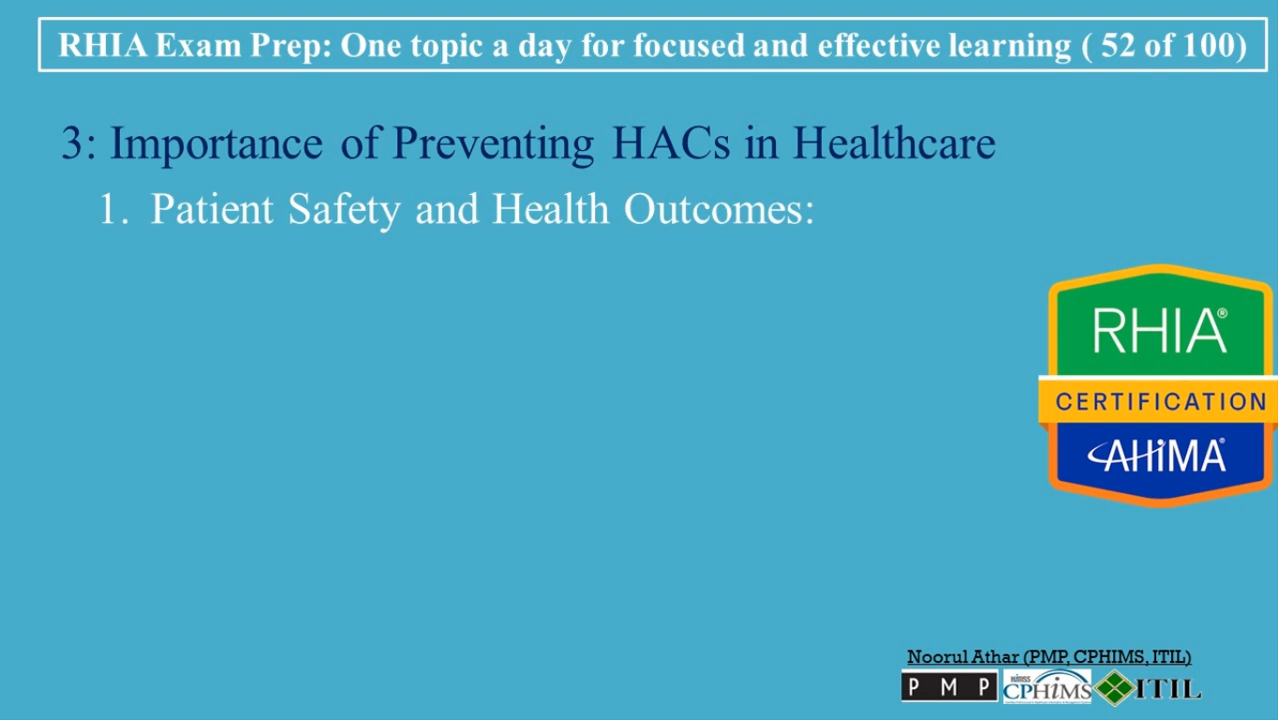 RHIA Exam Prep: One topic a day for focused and effective learning ( 52 of 100)
3: Importance of Preventing HACs in Healthcare
1. Patient Safety and Health Outcomes:
RHIA®
CERTIFICATION
AHIMA®
Noorul Athar (PMP, CPHIMS, ITIL)
P M P
HIMSS
CPHIMS
ITIL